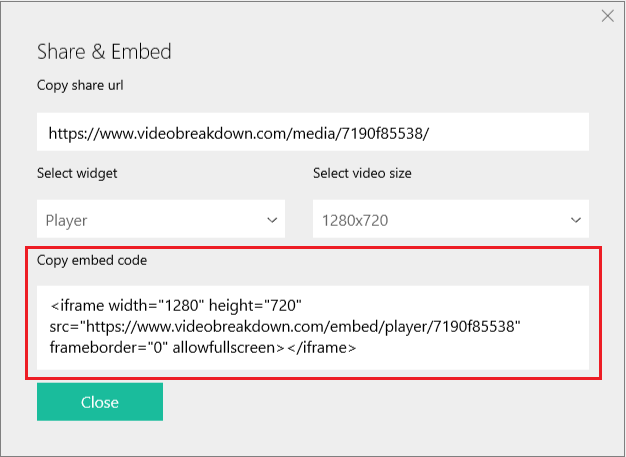 Share & Embed
Copy share url
https://www.videobreakdown.com/media/7190f85538/
Select widget
Select video size
Player
1280x720
Copy embed code
<iframe width="1280" height="720"
src="https://www.videobreakdown.com/embed/player/7190f85538"
frameborder="0" allowfullscreen></iframe>
Close